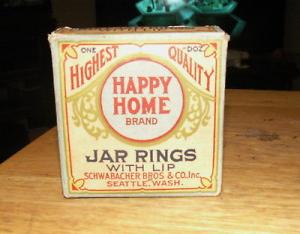 ONE DOZ.
HIGHEST QUALITY
HAPPY
HOME
BRAND
JAR RINGS
WITH LIP
SCHWABACHER BROS & CO., Inc.
SEATTLE, WASH.